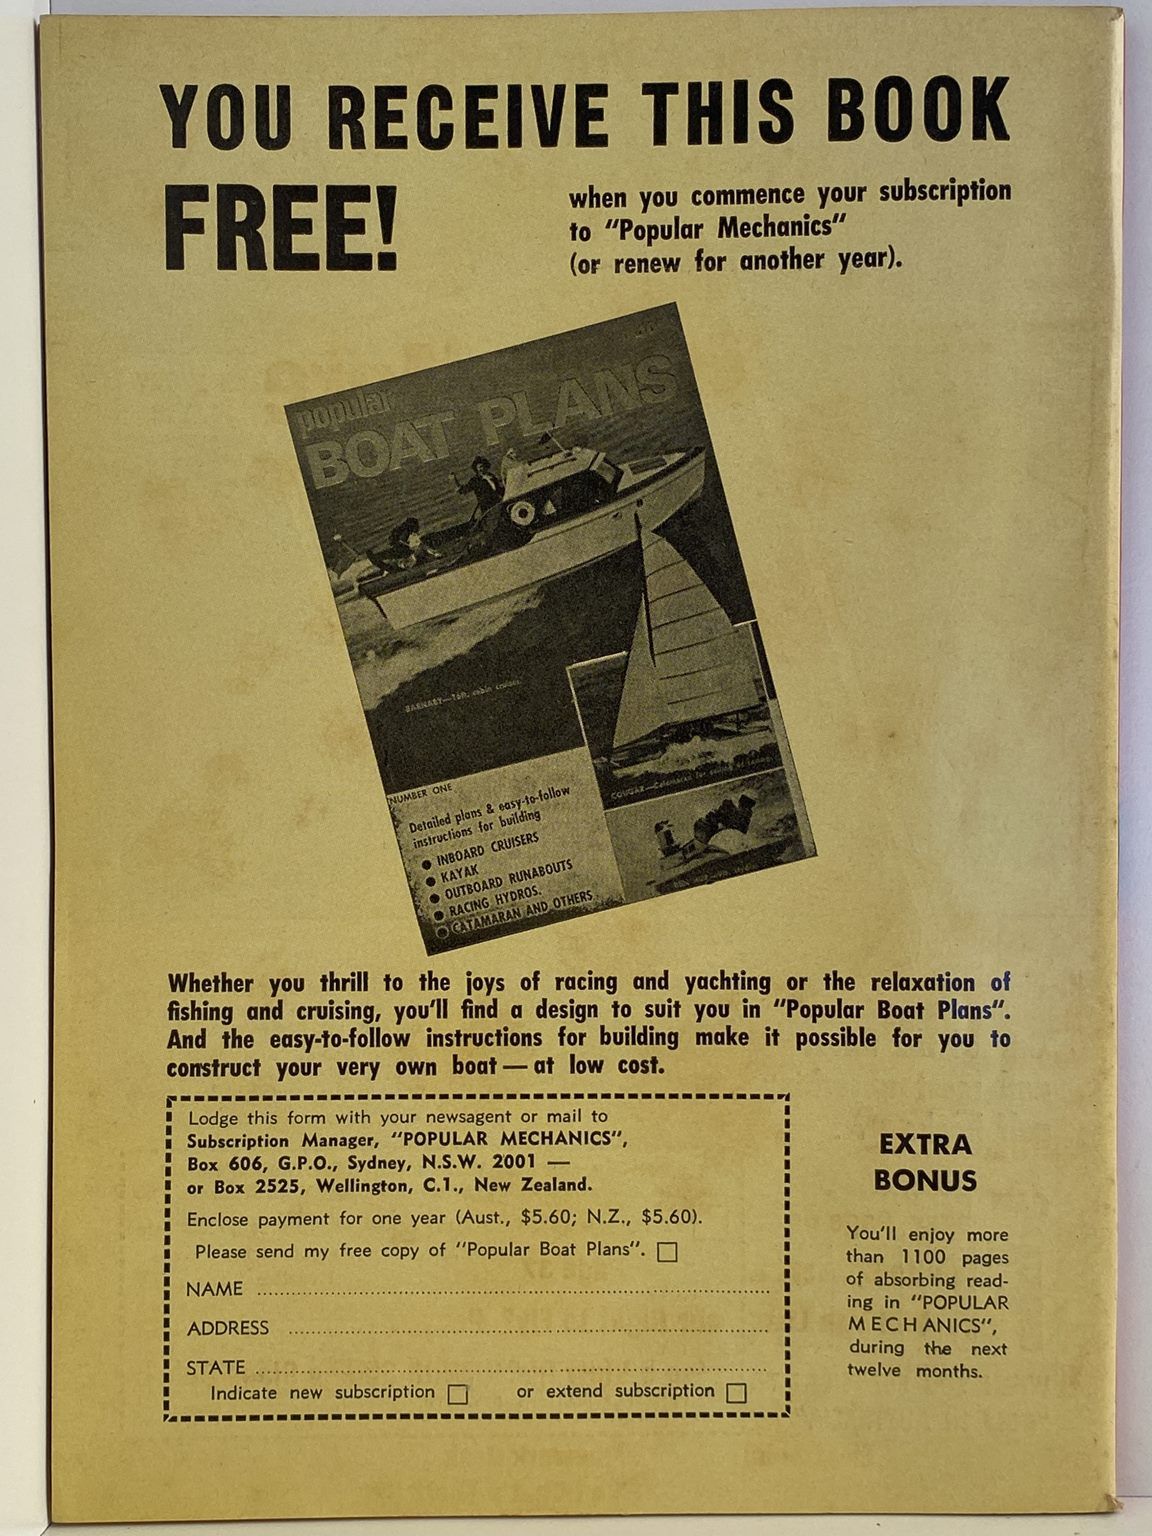 YOU RECEIVE THIS BOOK
FREE!
when you commence your subscription
to “Popular Mechanics”
(or renew for another year).
popular
BOAT PLANS
BARNABY—16ft. cabin cruiser.
NUMBER ONE
Detailed plans & easy-to-follow
instructions for building
● INBOARD CRUISERS
● KAYAK
● OUTBOARD RUNABOUTS
● RACING HYDROS.
● CATAMARAN AND OTHERS
COUGAR—Catamaran for
Whether you thrill to the joys of racing and yachting or the relaxation of
fishing and cruising, you'll find a design to suit you in “Popular Boat Plans”.
And the easy-to-follow instructions for building make it possible for you to
construct your very own boat — at low cost.
Lodge this form with your newsagent or mail to
Subscription Manager, “POPULAR MECHANICS”,
Box 606, G.P.O., Sydney, N.S.W. 2001 —
or Box 2525, Wellington, C.1., New Zealand.
Enclose payment for one year (Aust., $5.60; N.Z., $5.60).
Please send my free copy of “Popular Boat Plans”. □
NAME
ADDRESS
STATE
Indicate new subscription □ or extend subscription □
EXTRA
BONUS
You'll enjoy more
than 1100 pages
of absorbing read-
ing in “POPULAR
MECHANICS”,
during the next
twelve months.